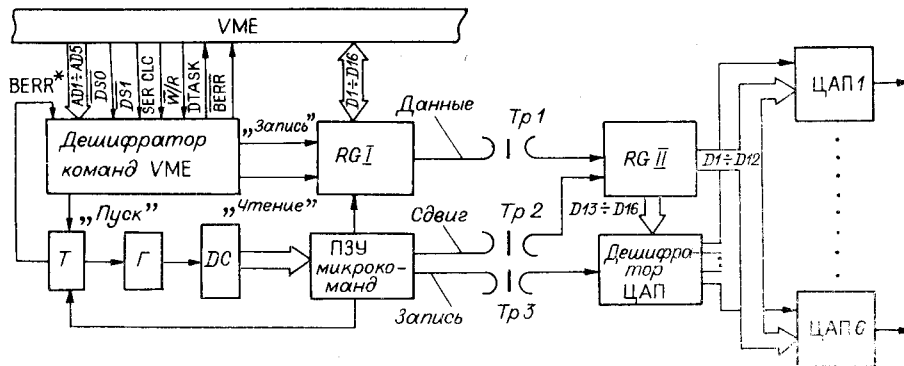 VME
BERR*
AD1÷AD5
DS0
DS1
SER CLC
W/R
DTASK
BERR
D1÷D16
Дешифратор
команд VME
„Запись"
„Чтение"
„Пуск"
RG I
Данные
Тр 1
RG II
D1÷D12
D13÷D16
ЦАП 1
Т
Г
DC
ПЗУ
микроко-
манд
Сдвиг
Тр 2
Запись
Тр 3
Дешифра-
тор
ЦАП
ЦАП 6